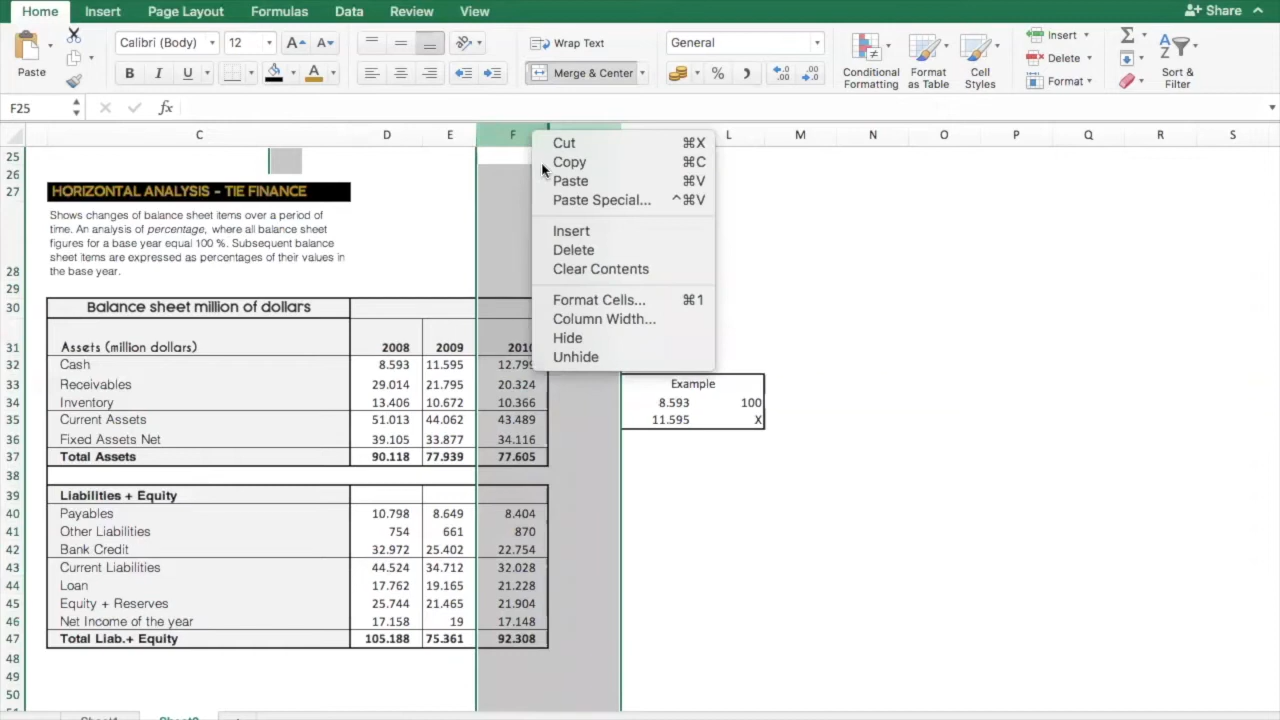 Home Insert Page Layout Formulas Data Review View Share
Calibri (Body) 12 A A Wrap Text General Insert
Delete
Paste B I U A Merge & Center % Conditional Formatting Format as Table Cell Styles Format Sort & Filter
F25 fx
C D E F L M N O P Q R S
25
26
27 HORIZONTAL ANALYSIS - TIE FINANCE
Shows changes of balance sheet items over a period of
time. An analysis of percentage, where all balance sheet
figures for a base year equal 100 %. Subsequent balance
sheet items are expressed as percentages of their values in
28 the base year.
29
30 Balance sheet million of dollars
31 Assets (million dollars) 2008 2009 2010
32 Cash 8.593 11.595 12.799
33 Receivables 29.014 21.795 20.324
34 Inventory 13.406 10.672 10.366
35 Current Assets 51.013 44.062 43.489
36 Fixed Assets Net 39.105 33.877 34.116
37 Total Assets 90.118 77.939 77.605
38
39 Liabilities + Equity
40 Payables 10.798 8.649 8.404
41 Other Liabilities 754 661 870
42 Bank Credit 32.972 25.402 22.754
43 Current Liabilities 44.524 34.712 32.028
44 Loan 17.762 19.165 21.228
45 Equity + Reserves 25.744 21.465 21.904
46 Net Income of the year 17.158 19 17.148
47 Total Liab.+ Equity 105.188 75.361 92.308
48
49
50
Cut ⌘X
Copy ⌘C
Paste ⌘V
Paste Special... ^⌘V
Insert
Delete
Clear Contents
Format Cells... ⌘1
Column Width...
Hide
Unhide
Example
8.593 100
11.595 X